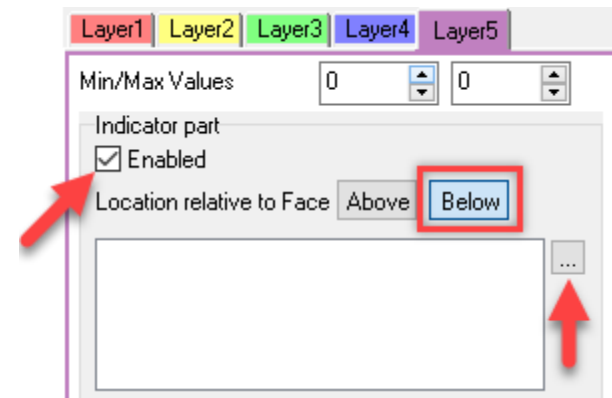 Layer1 Layer2 Layer3 Layer4 Layer5
Min/Max Values 0 0
Indicator part
Enabled
Location relative to Face Above Below
...